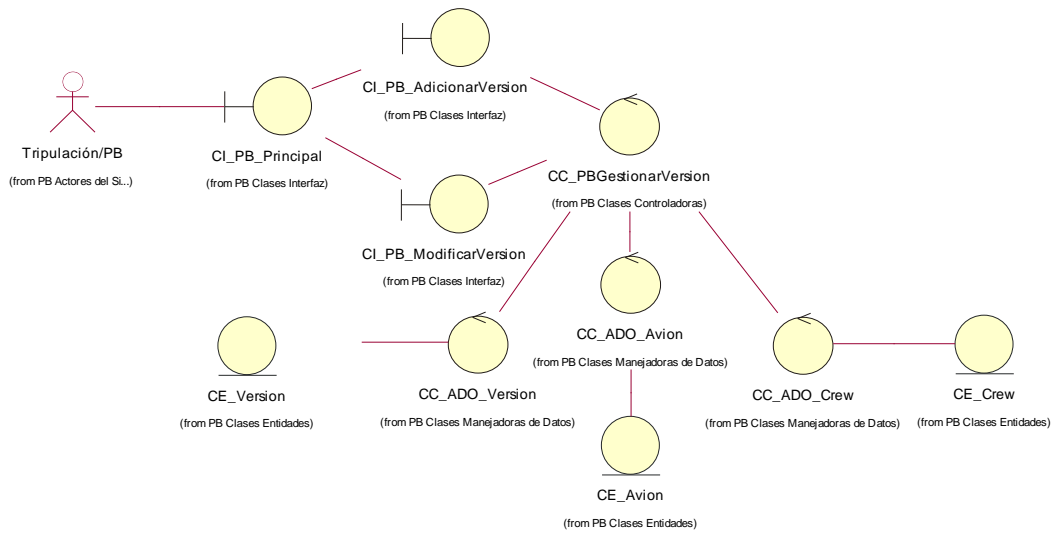 CI_PB_AdicionarVersion
(from PB Clases Interfaz)
Tripulación/PB
(from PB Actores del Si...)
CI_PB_Principal
(from PB Clases Interfaz)
CC_PBGestionarVersion
(from PB Clases Controladoras)
CI_PB_ModificarVersion
(from PB Clases Interfaz)
CC_ADO_Avion
(from PB Clases Manejadoras de Datos)
CE_Version
(from PB Clases Entidades)
CC_ADO_Version
(from PB Clases Manejadoras de Datos)
CC_ADO_Crew
(from PB Clases Manejadoras de Datos)
CE_Crew
(from PB Clases Entidades)
CE_Avion
(from PB Clases Entidades)